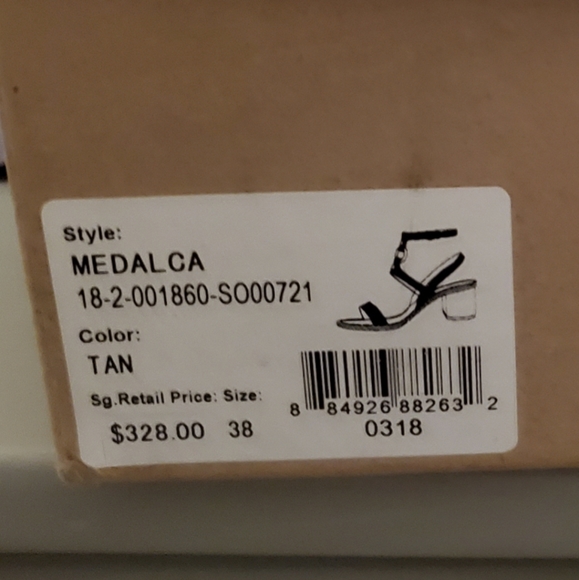 Style:
MEDALCA
18-2-001860-SO00721
Color:
TAN
Sg.Retail Price: Size:
$328.00 38
8 84926 88263 2
0318